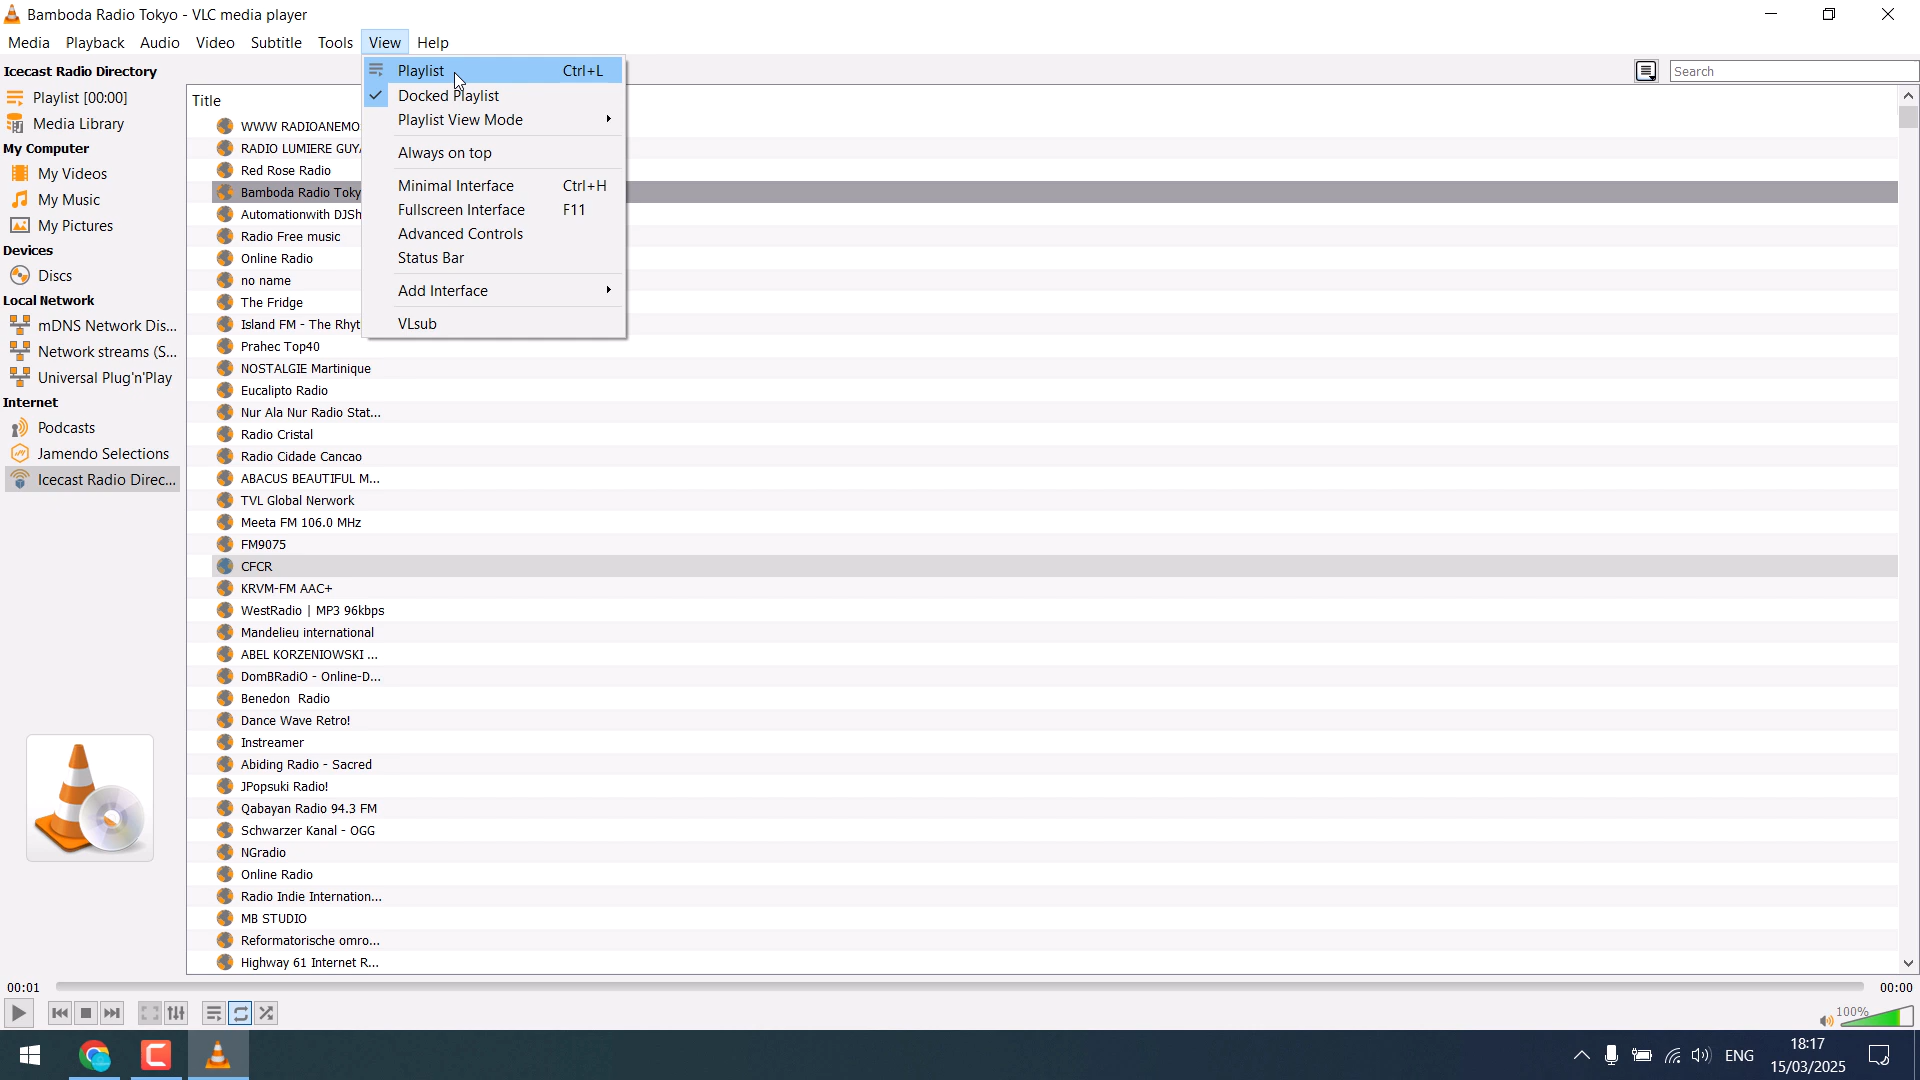 Bamboda Radio Tokyo - VLC media player
Media Playback Audio Video Subtitle Tools View Help
Icecast Radio Directory
Playlist [00:00]
Media Library
My Computer
My Videos
My Music
My Pictures
Devices
Discs
Local Network
mDNS Network Dis...
Network streams (S...
Universal Plug'n'Play
Internet
Podcasts
Jamendo Selections
Icecast Radio Direc...
Playlist Ctrl+L
Docked Playlist
Playlist View Mode
Always on top
Minimal Interface Ctrl+H
Fullscreen Interface F11
Advanced Controls
Status Bar
Add Interface
VLsub
Search
Title
WWW RADIOANEMO
RADIO LUMIERE GUY
Red Rose Radio
Bamboda Radio Toky
Automationwith DJSh
Radio Free music
Online Radio
no name
The Fridge
Island FM - The Rhyt
Prahec Top40
NOSTALGIE Martinique
Eucalipto Radio
Nur Ala Nur Radio Stat...
Radio Cristal
Radio Cidade Cancao
ABACUS BEAUTIFUL M...
TVL Global Nerwork
Meeta FM 106.0 MHz
FM9075
CFCR
KRVM-FM AAC+
WestRadio | MP3 96kbps
Mandelieu international
ABEL KORZENIOWSKI ...
DomBRadiO - Online-D...
Benedon  Radio
Dance Wave Retro!
Instreamer
Abiding Radio - Sacred
JPopsuki Radio!
Qabayan Radio 94.3 FM
Schwarzer Kanal - OGG
NGradio
Online Radio
Radio Indie Internation...
MB STUDIO
Reformatorische omro...
Highway 61 Internet R...
00:01 00:00
100%
ENG
18:17
15/03/2025